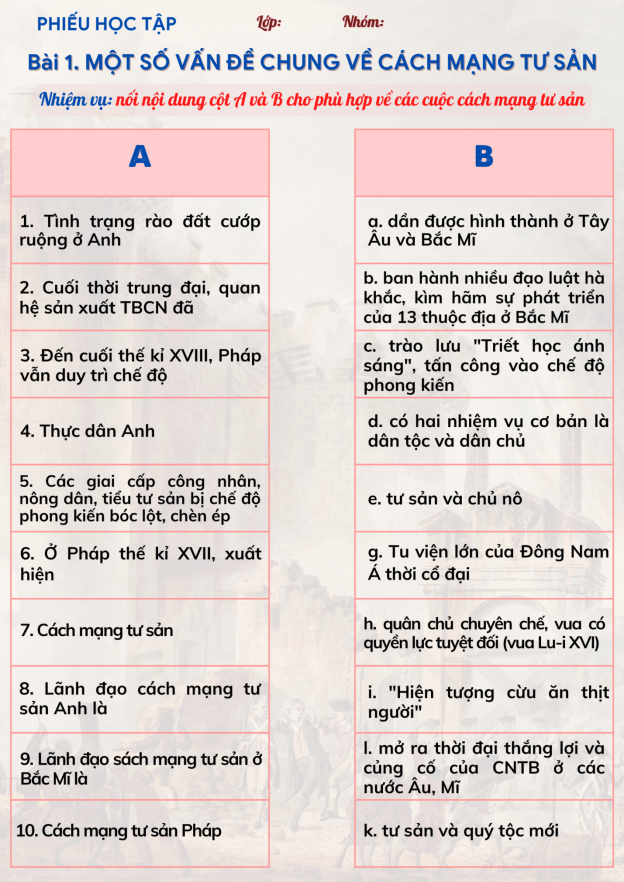 PHIẾU HỌC TẬP
Lớp:
Nhóm:
Bài 1. MỘT SỐ VẤN ĐỀ CHUNG VỀ CÁCH MẠNG TƯ SẢN
Nhiệm vụ: nối nội dung cột A và B cho phù hợp về các cuộc cách mạng tư sản
A
1. Tình trạng rào đất cướp
ruộng ở Anh
2. Cuối thời trung đại, quan
hệ sản xuất TBCN đã
3. Đến cuối thế kỉ XVIII, Pháp
vẫn duy trì chế độ
4. Thực dân Anh
5. Các giai cấp công nhân,
nông dân, tiểu tư sản bị chế độ
phong kiến bóc lột, chèn ép
6. Ở Pháp thế kỉ XVII, xuất
hiện
7. Cách mạng tư sản
8. Lãnh đạo cách mạng tư
sản Anh là
9. Lãnh đạo sách mạng tư sản ở
Bắc Mĩ là
10. Cách mạng tư sản Pháp
B
a. dần được hình thành ở Tây
Âu và Bắc Mĩ
b. ban hành nhiều đạo luật hà
khắc, kìm hãm sự phát triển
của 13 thuộc địa ở Bắc Mĩ
c. trào lưu "Triết học ánh
sáng", tấn công vào chế độ
phong kiến
d. có hai nhiệm vụ cơ bản là
dân tộc và dân chủ
e. tư sản và chủ nô
g. Tu viện lớn của Đông Nam
Á thời cổ đại
h. quân chủ chuyên chế, vua có
quyền lực tuyệt đối (vua Lu-i XVI)
i. "Hiện tượng cừu ăn thịt
người"
l. mở ra thời đại thắng lợi và
củng cố của CNTB ở các
nước Âu, Mĩ
k. tư sản và quý tộc mới